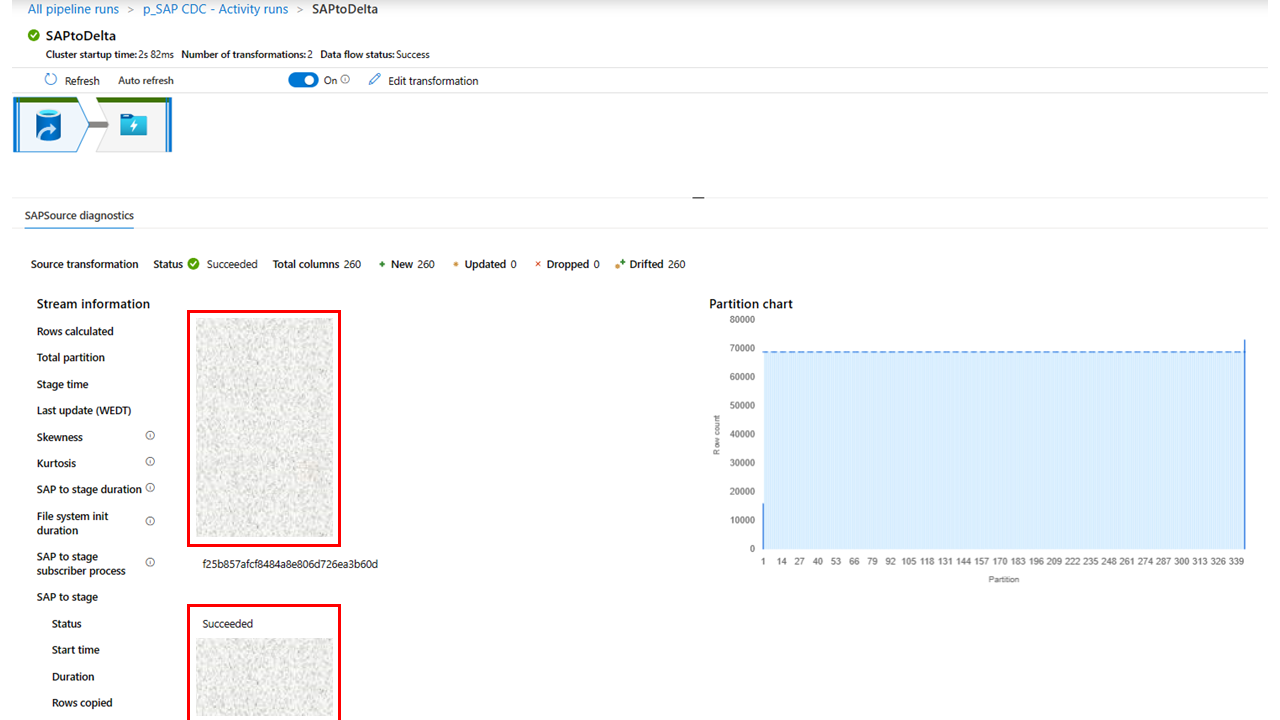 All pipeline runs > p_SAP CDC - Activity runs > SAPtoDelta
SAPtoDelta
Cluster startup time: 2s 82ms Number of transformations: 2 Data flow status: Success
Refresh Auto refresh On Edit transformation
SAPSource diagnostics
Source transformation Status Succeeded Total columns 260 New 260 Updated 0 Dropped 0 Drifted 260
Stream information
Rows calculated
Total partition
Stage time
Last update (WEDT)
Skewness
Kurtosis
SAP to stage duration
File system init
duration
SAP to stage
subscriber process
f25b857afcf8484a8e806d726ea3b60d
SAP to stage
Status Succeeded
Start time
Duration
Rows copied
Partition chart
80000
70000
60000
50000
40000
30000
20000
10000
0
Row count
1 14 27 40 53 66 79 92 105 118 131 144 157 170 183 196 209 222 235 248 261 274 287 300 313 326 339
Partition